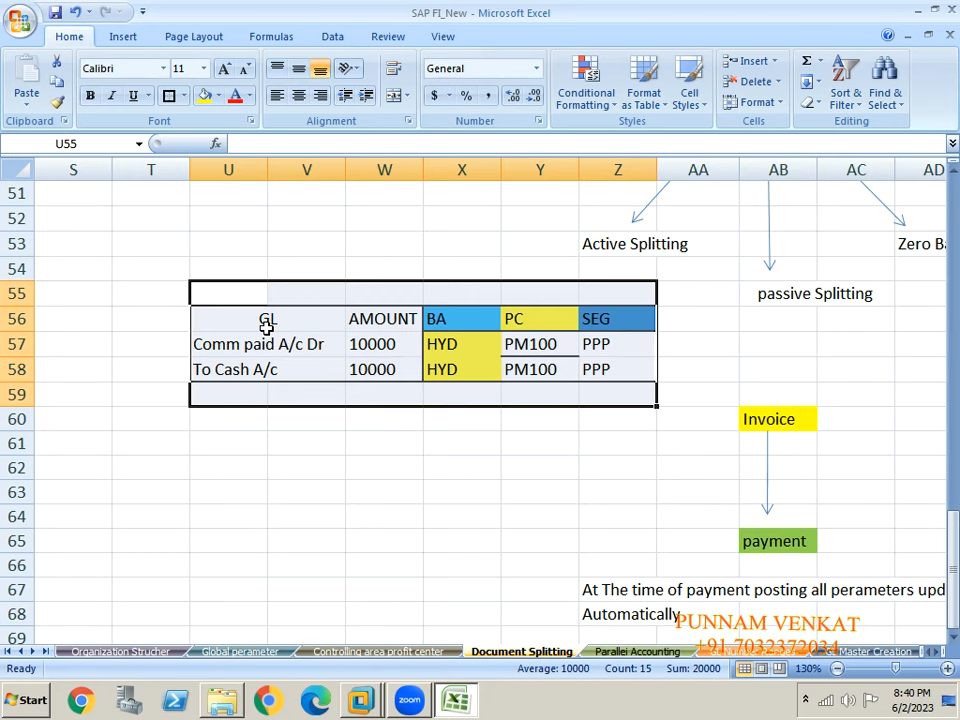 SAP FI_New - Microsoft Excel
Home Insert Page Layout Formulas Data Review View
Paste
Calibri 11
B I U
General
$ % ,
Conditional Formatting
Format as Table
Cell Styles
Insert
Delete
Format
Sort & Filter
Find & Select
Clipboard Font Alignment Number Styles Cells Editing
U55 fx
S T U V W X Y Z AA AB AC AD
51
52
53 Active Splitting Zero Ba
54
55 passive Splitting
56 GL AMOUNT BA PC SEG
57 Comm paid A/c Dr 10000 HYD PM100 PPP
58 To Cash A/c 10000 HYD PM100 PPP
59
60 Invoice
61
62
63
64
65 payment
66
67 At The time of payment posting all perameters upd
68 Automatically
69
PUNNAM VENKAT
+91 7032372034
Organization Strucher Global perameter Controlling area profit center Document Splitting Parallel Accounting Master Creation
Ready Average: 10000 Count: 15 Sum: 20000 130%
Start zoom 8:40 PM
6/2/2023